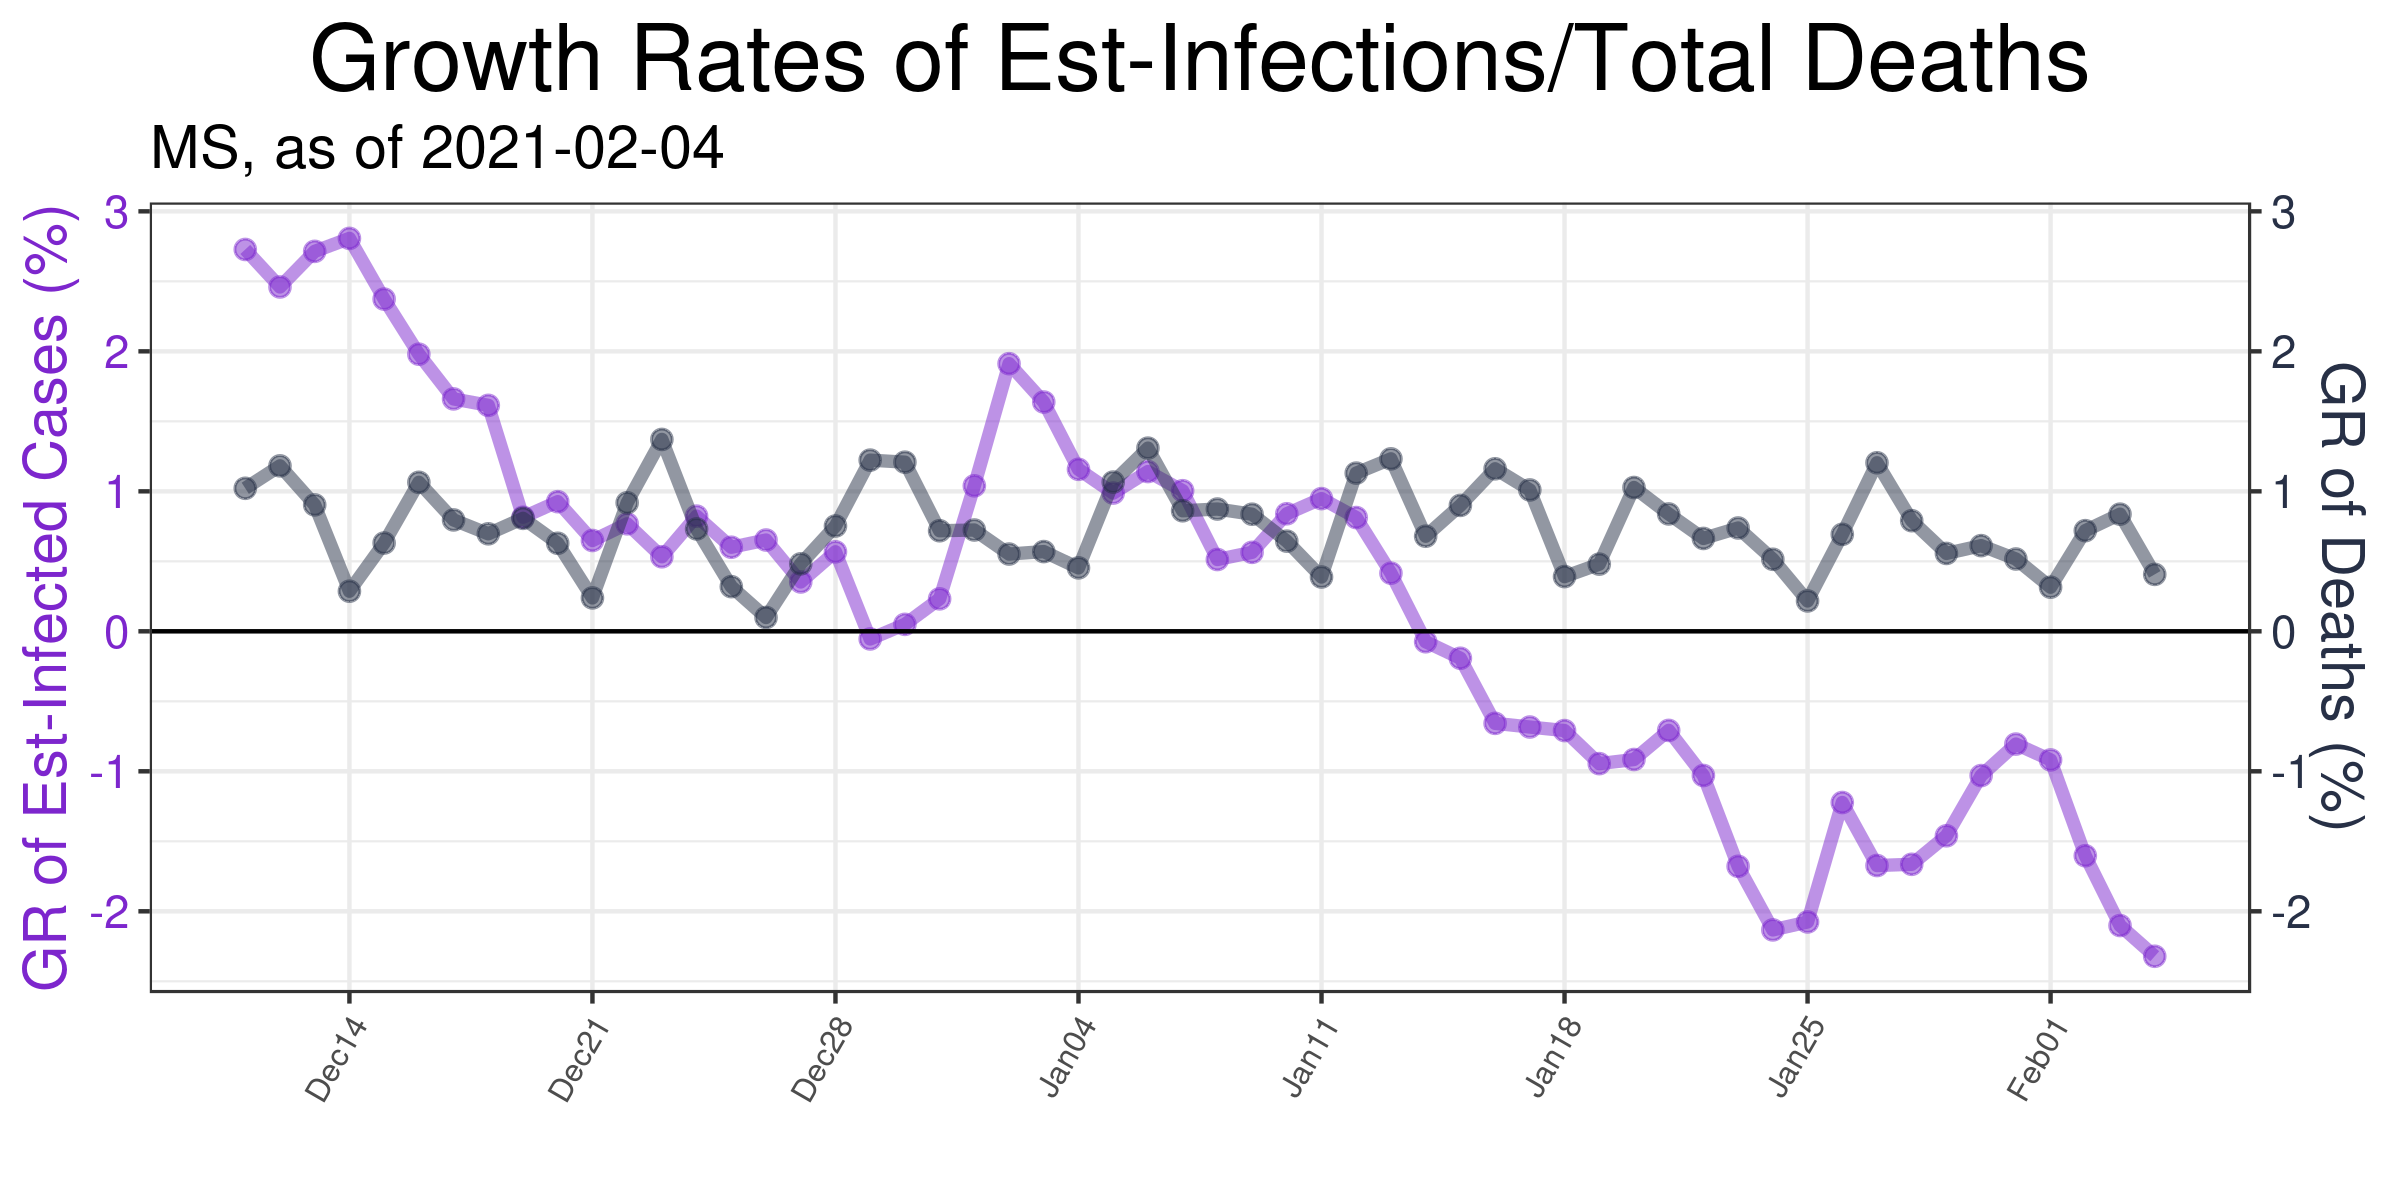 Growth Rates of Est-Infections/Total Deaths
MS, as of 2021-02-04
GR of Est-Infected Cases (%)
3
2
1
0
-1
-2
3
2
1
0
-1
-2
GR of Deaths (%)
Dec14
Dec21
Dec28
Jan04
Jan11
Jan18
Jan25
Feb01